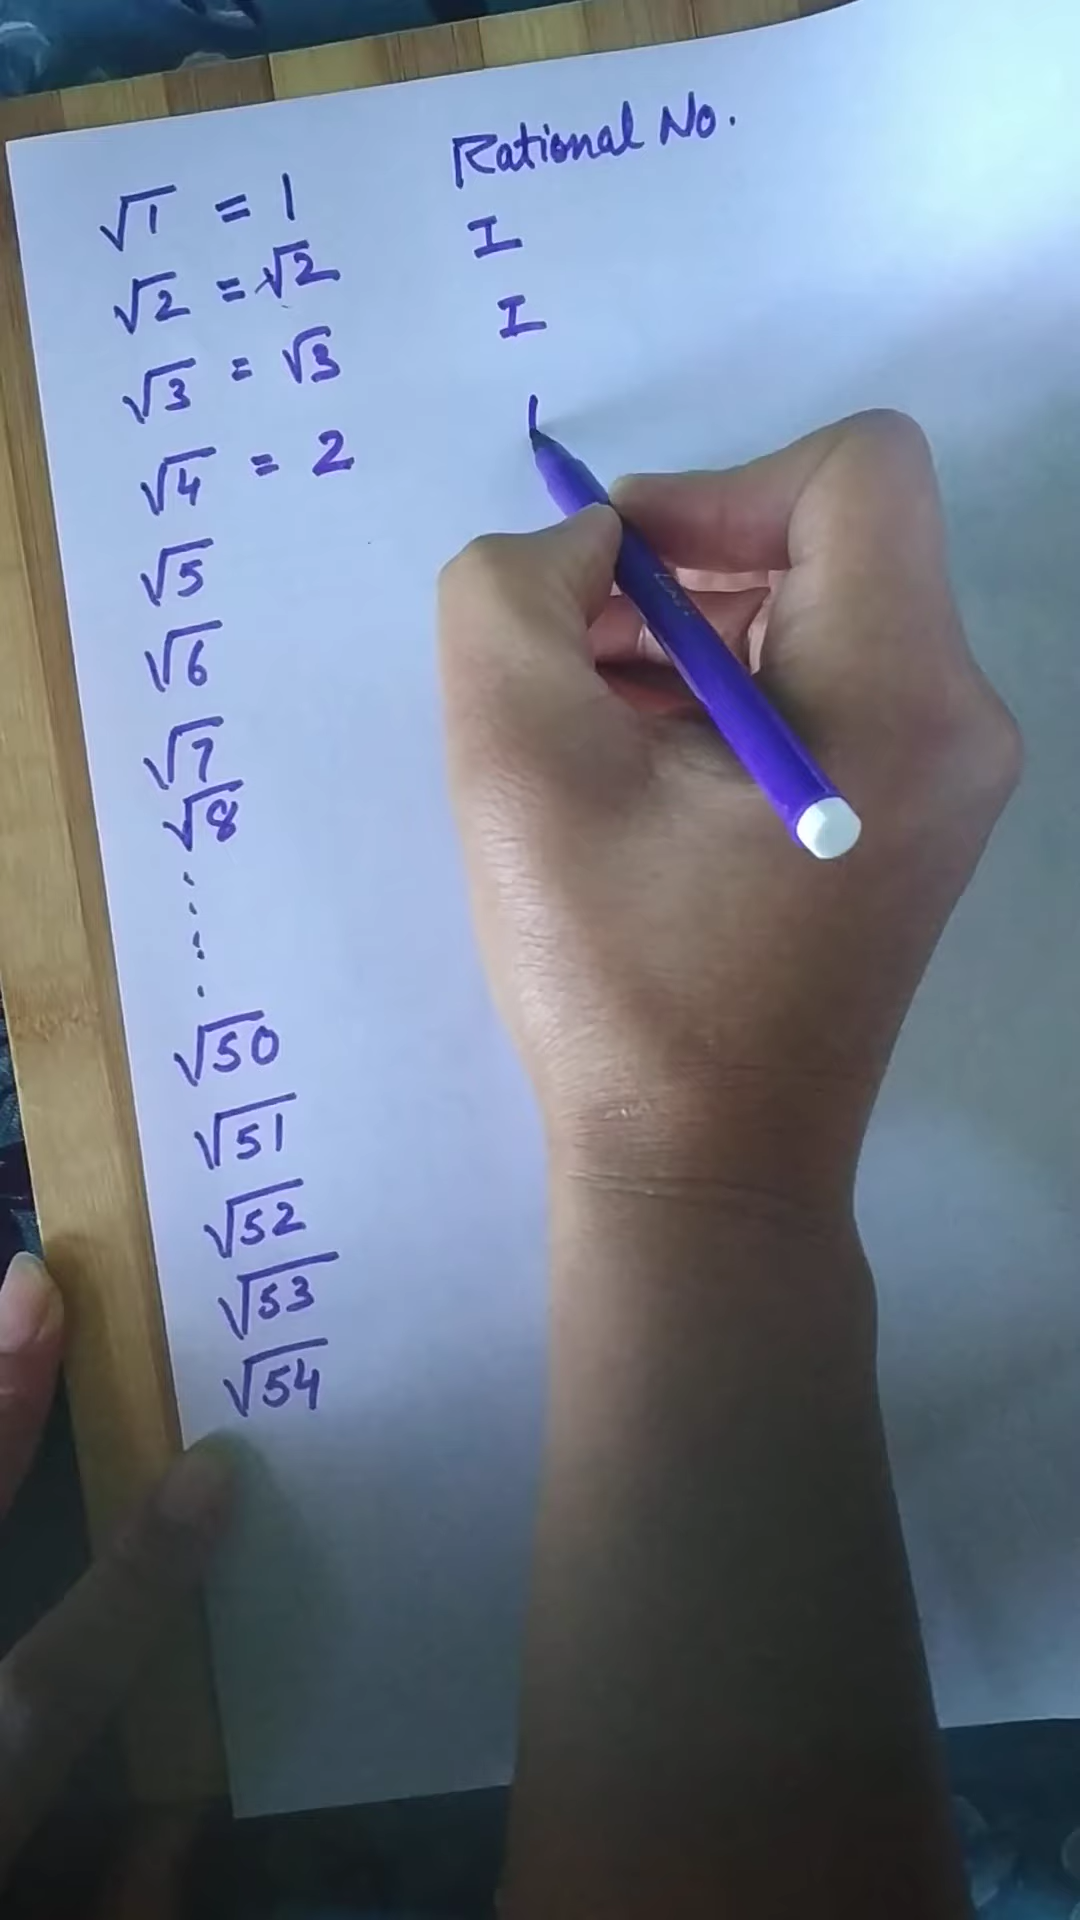 √1 = 1 Rational No.
√2 = √2 I
√3 = √3 I
√4 = 2
√5
√6
√7
√8
√50
√51
√52
√53
√54